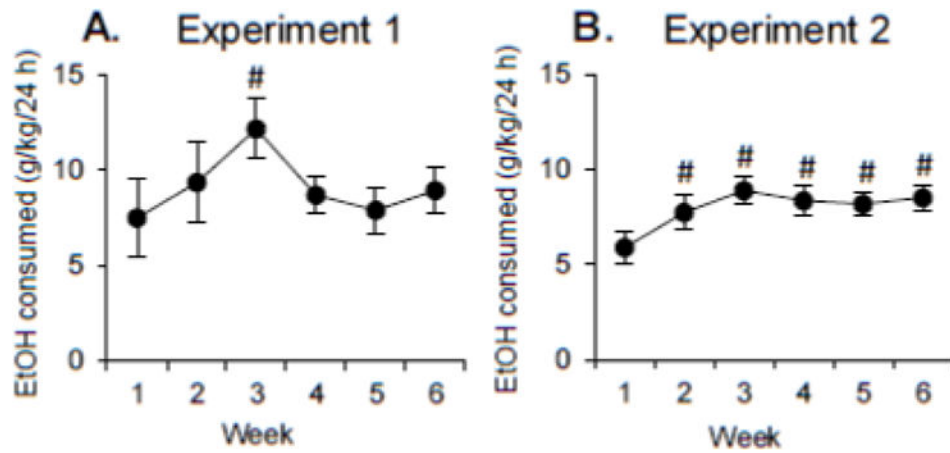 A. Experiment 1
EtOH consumed (g/kg/24 h)
15
10
5
0
#
1 2 3 4 5 6
Week
B. Experiment 2
EtOH consumed (g/kg/24 h)
15
10
5
0
# # # # #
1 2 3 4 5 6
Week